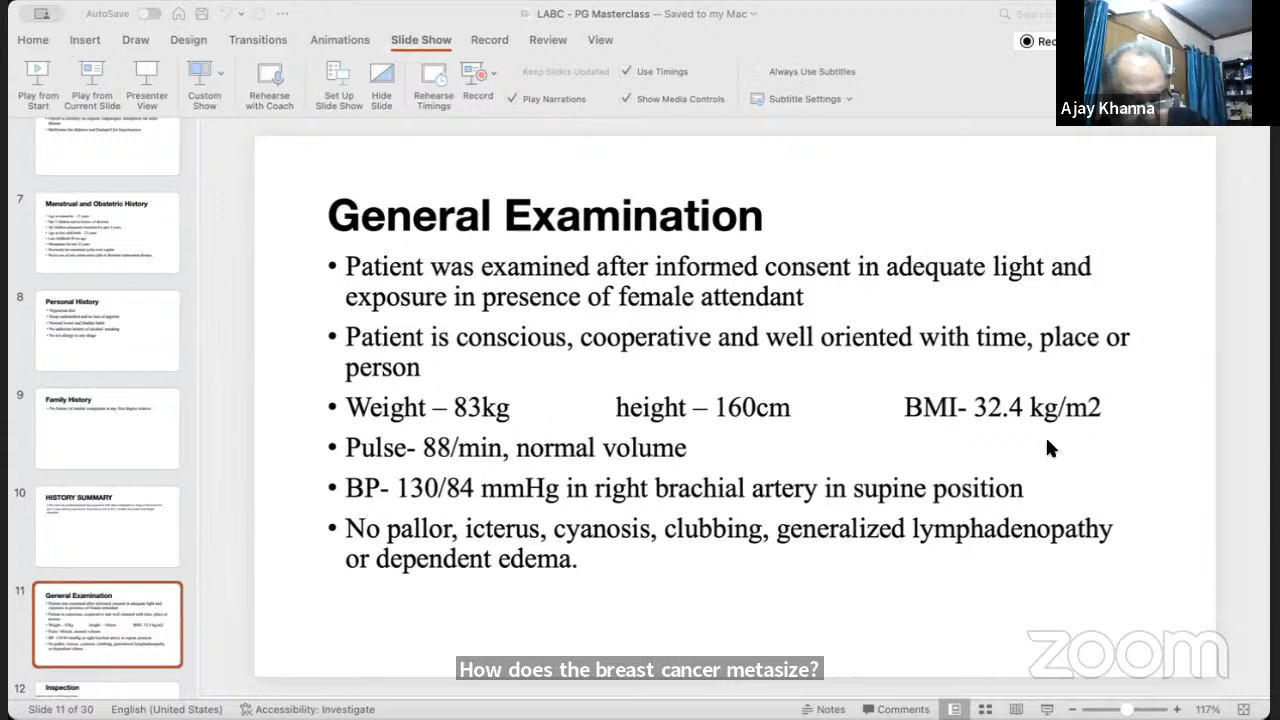 AutoSave
LABC - PG Masterclass — Saved to my Mac
Home Insert Draw Design Transitions Animations Slide Show Record Review View
Play from Start
Play from Current Slide
Presenter View
Custom Show
Rehearse with Coach
Set Up Slide Show
Hide Slide
Rehearse Timings
Record
Keep Slides Updated
Play Narrations
Use Timings
Show Media Controls
Always Use Subtitles
Subtitle Settings
Ajay Khanna
7
Menstrual and Obstetric History
8
Personal History
9
Family History
10
HISTORY SUMMARY
11
General Examination
12
Inspection
General Examination
• Patient was examined after informed consent in adequate light and
exposure in presence of female attendant
• Patient is conscious, cooperative and well oriented with time, place or
person
• Weight – 83kg height – 160cm BMI- 32.4 kg/m2
• Pulse- 88/min, normal volume
• BP- 130/84 mmHg in right brachial artery in supine position
• No pallor, icterus, cyanosis, clubbing, generalized lymphadenopathy
or dependent edema.
zoom
How does the breast cancer metasize?
Slide 11 of 30 English (United States) Accessibility: Investigate Notes Comments 117%